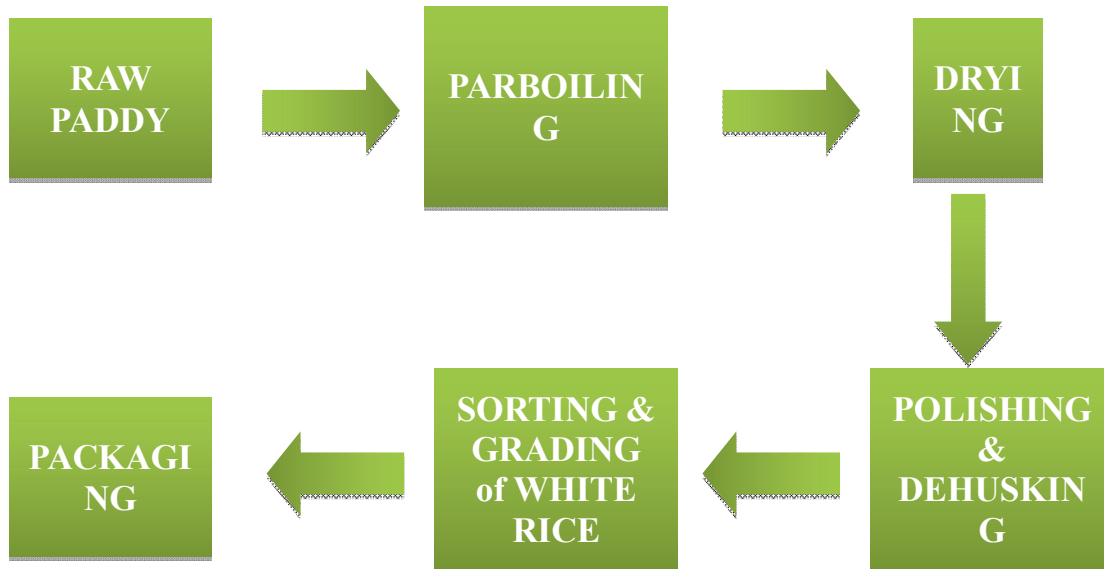 RAW
PADDY
PARBOILIN
G
DRYI
NG
POLISHING
&
DEHUSKIN
G
SORTING &
GRADING
of WHITE
RICE
PACKAGI
NG